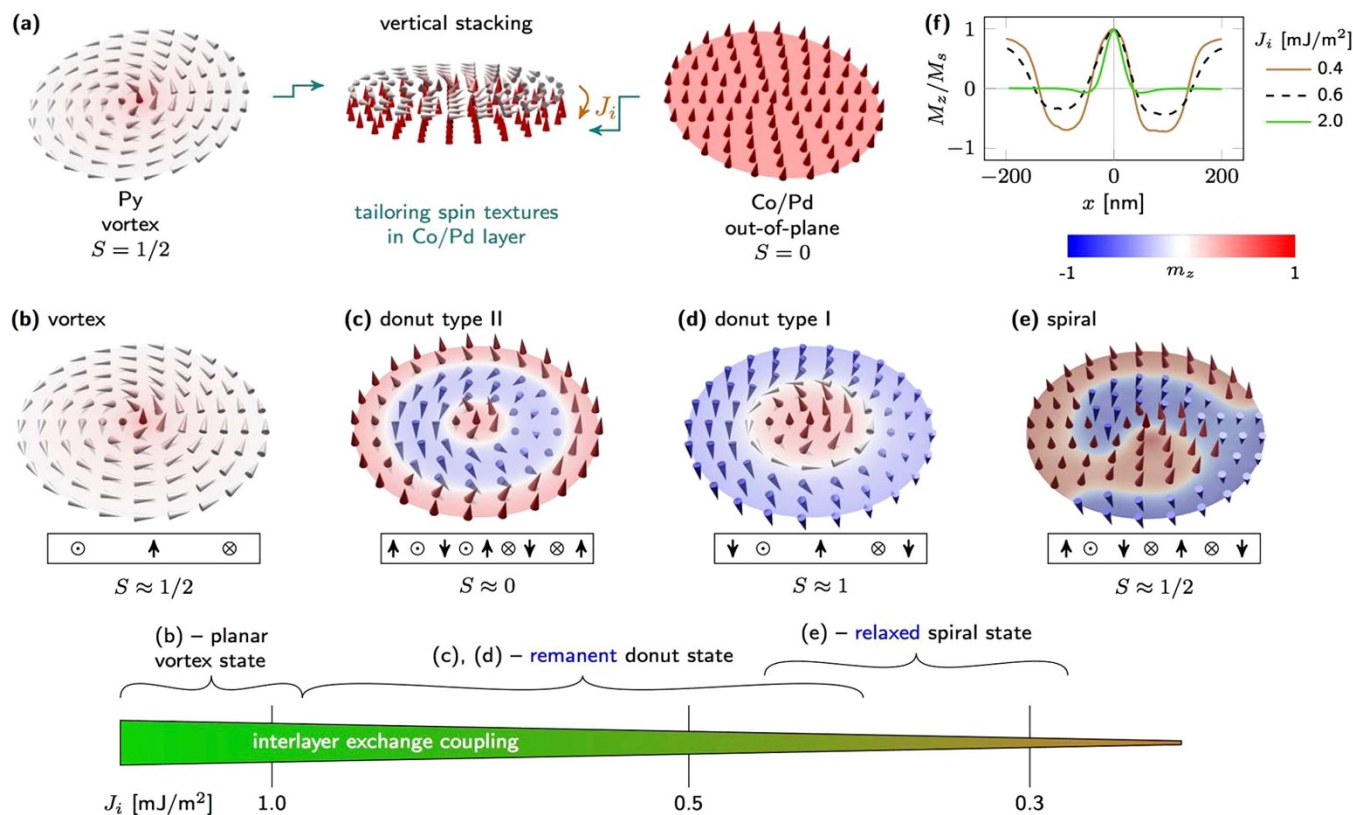 (a)
vertical stacking
J_i
Py
vortex
S = 1/2
tailoring spin textures
in Co/Pd layer
Co/Pd
out-of-plane
S = 0
(f)
M_z/M_s
1
0
−1
−200
0
200
x [nm]
J_i [mJ/m²]
0.4
0.6
2.0
-1
m_z
1
(b) vortex
(c) donut type II
(d) donut type I
(e) spiral
⊙ ↑ ⊗
↑ ⊙ ↓ ⊙ ↑ ⊗ ↓ ⊗ ↑
↓ ⊙ ↑ ⊗ ↓
↑ ⊙ ↓ ⊗ ↑ ⊗ ↓
S ≈ 1/2
S ≈ 0
S ≈ 1
S ≈ 1/2
(b) – planar
vortex state
(c), (d) – remanent donut state
(e) – relaxed spiral state
interlayer exchange coupling
J_i [mJ/m²]
1.0
0.5
0.3